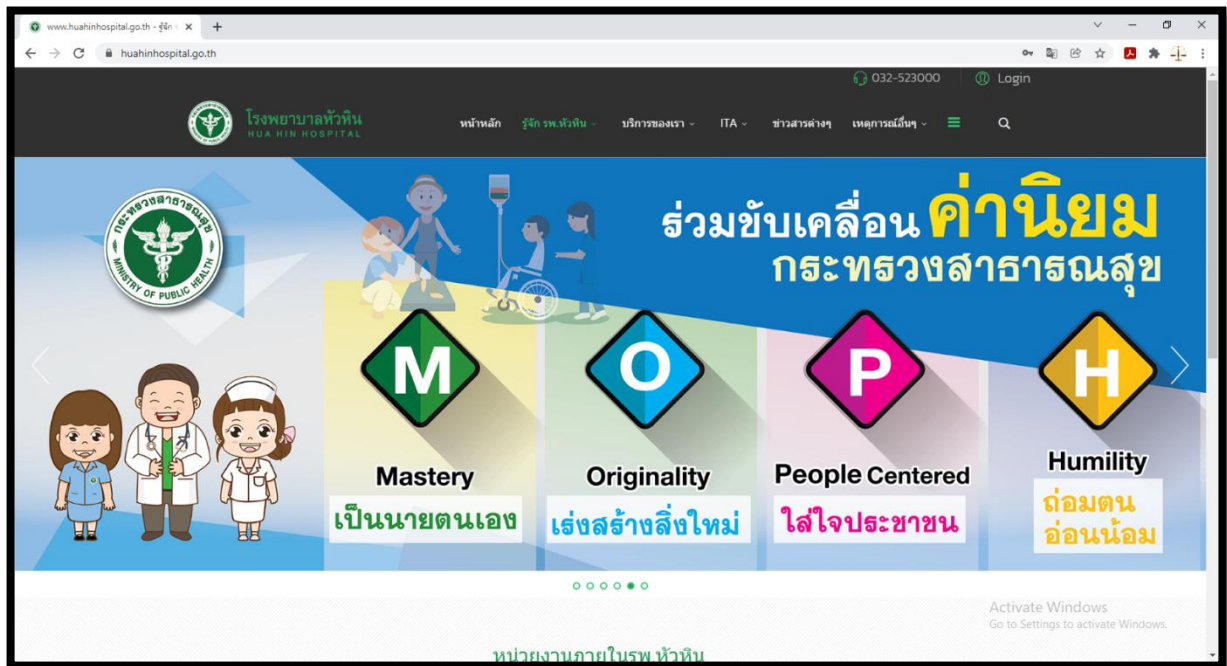 www.huahinhospital.go.th - รู้จัก
huahinhospital.go.th
032-523000 Login
โรงพยาบาลหัวหิน
HUA HIN HOSPITAL
หน้าหลัก รู้จัก รพ.หัวหิน บริการของเรา ITA ข่าวสารต่างๆ เหตุการณ์อื่นๆ
กระทรวงสาธารณสุข
MINISTRY OF PUBLIC HEALTH
ร่วมขับเคลื่อน ค่านิยม
กระทรวงสาธารณสุข
M O P H
Mastery Originality People Centered Humility
เป็นนายตนเอง เร่งสร้างสิ่งใหม่ ใส่ใจประชาชน ถ่อมตน
อ่อนน้อม
Activate Windows
Go to Settings to activate Windows.
หน่วยงานภายในรพ.หัวหิน